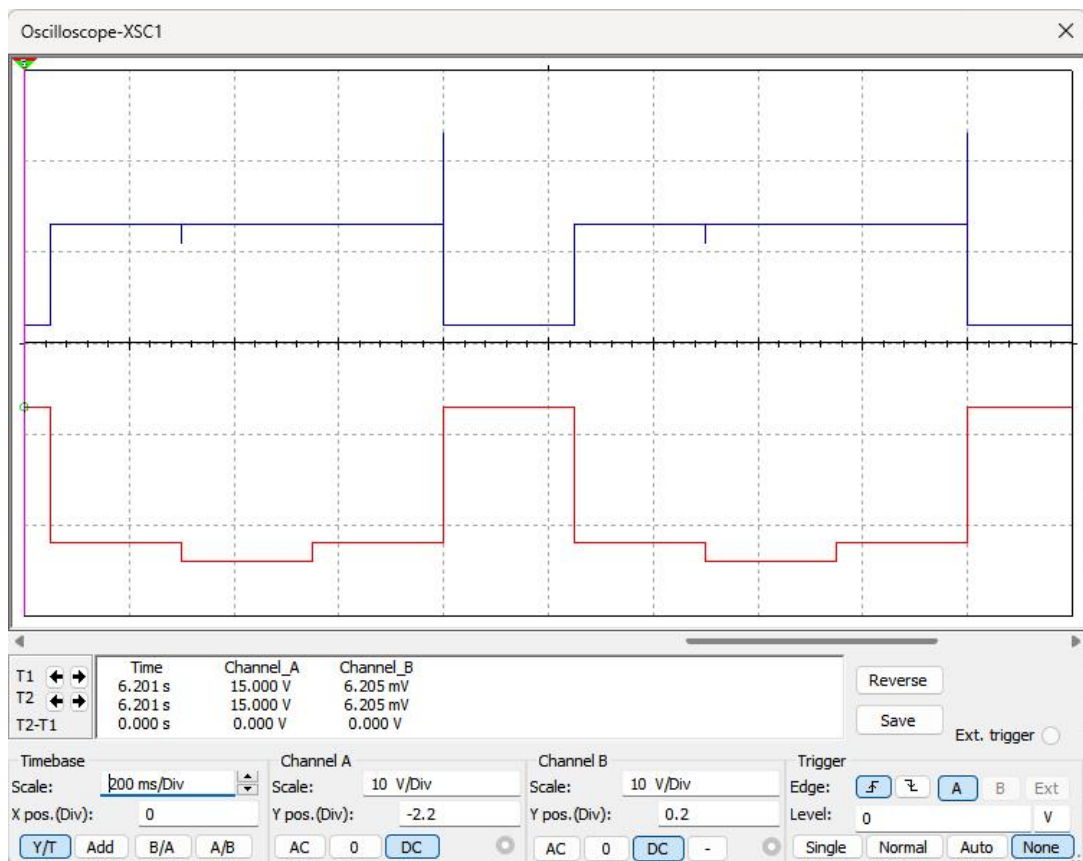 Oscilloscope-XSC1
T1
T2
T2-T1
Time Channel_A Channel_B
6.201 s 15.000 V 6.205 mV
6.201 s 15.000 V 6.205 mV
0.000 s 0.000 V 0.000 V
Reverse
Save
Ext. trigger
Timebase
Scale: 200 ms/Div
X pos.(Div): 0
Y/T Add B/A A/B
Channel A
Scale: 10 V/Div
Y pos.(Div): -2.2
AC 0 DC
Channel B
Scale: 10 V/Div
Y pos.(Div): 0.2
AC 0 DC -
Trigger
Edge: A B Ext
Level: 0 V
Single Normal Auto None